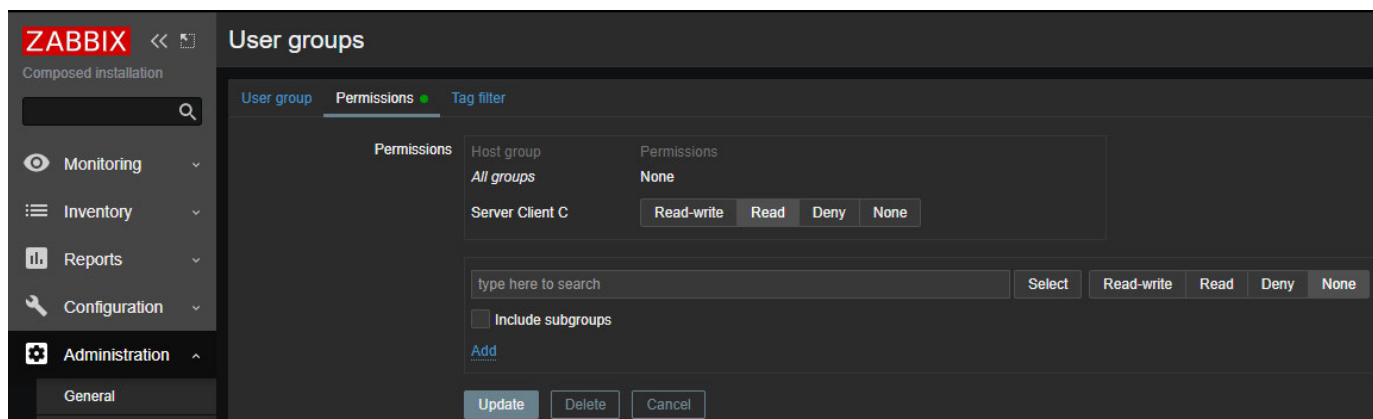 ZABBIX
Composed installation
Monitoring
Inventory
Reports
Configuration
Administration
General
User groups
User group Permissions Tag filter
Permissions
Host group Permissions
All groups None
Server Client C Read-write Read Deny None
type here to search Select Read-write Read Deny None
Include subgroups
Add
Update Delete Cancel